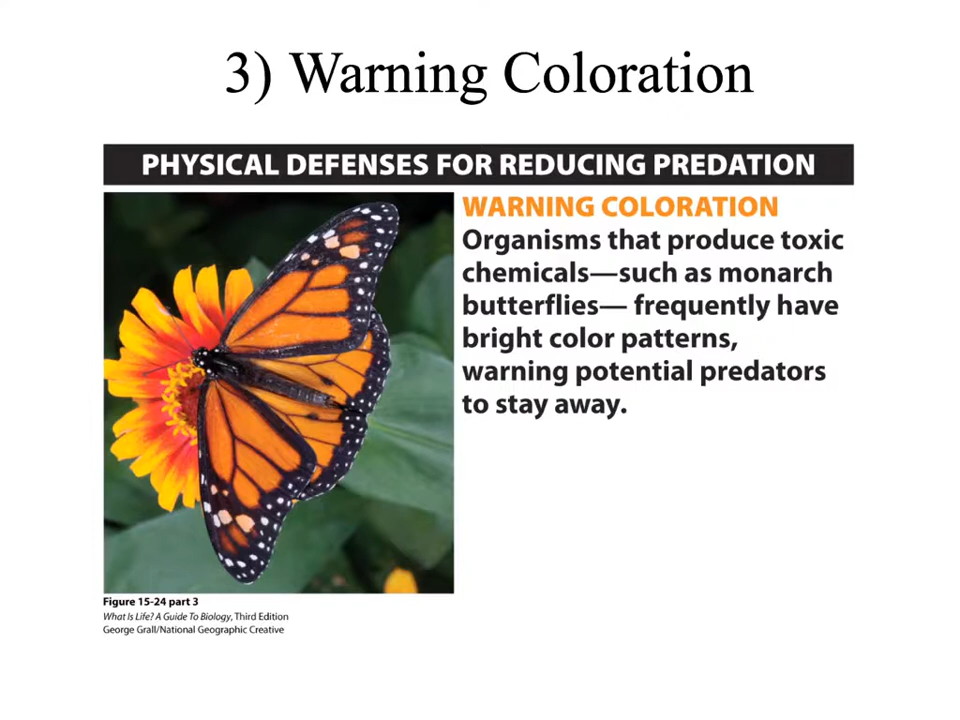 3) Warning Coloration
PHYSICAL DEFENSES FOR REDUCING PREDATION
WARNING COLORATION
Organisms that produce toxic
chemicals—such as monarch
butterflies— frequently have
bright color patterns,
warning potential predators
to stay away.
Figure 15-24 part 3
What Is Life? A Guide To Biology, Third Edition
George Grall/National Geographic Creative